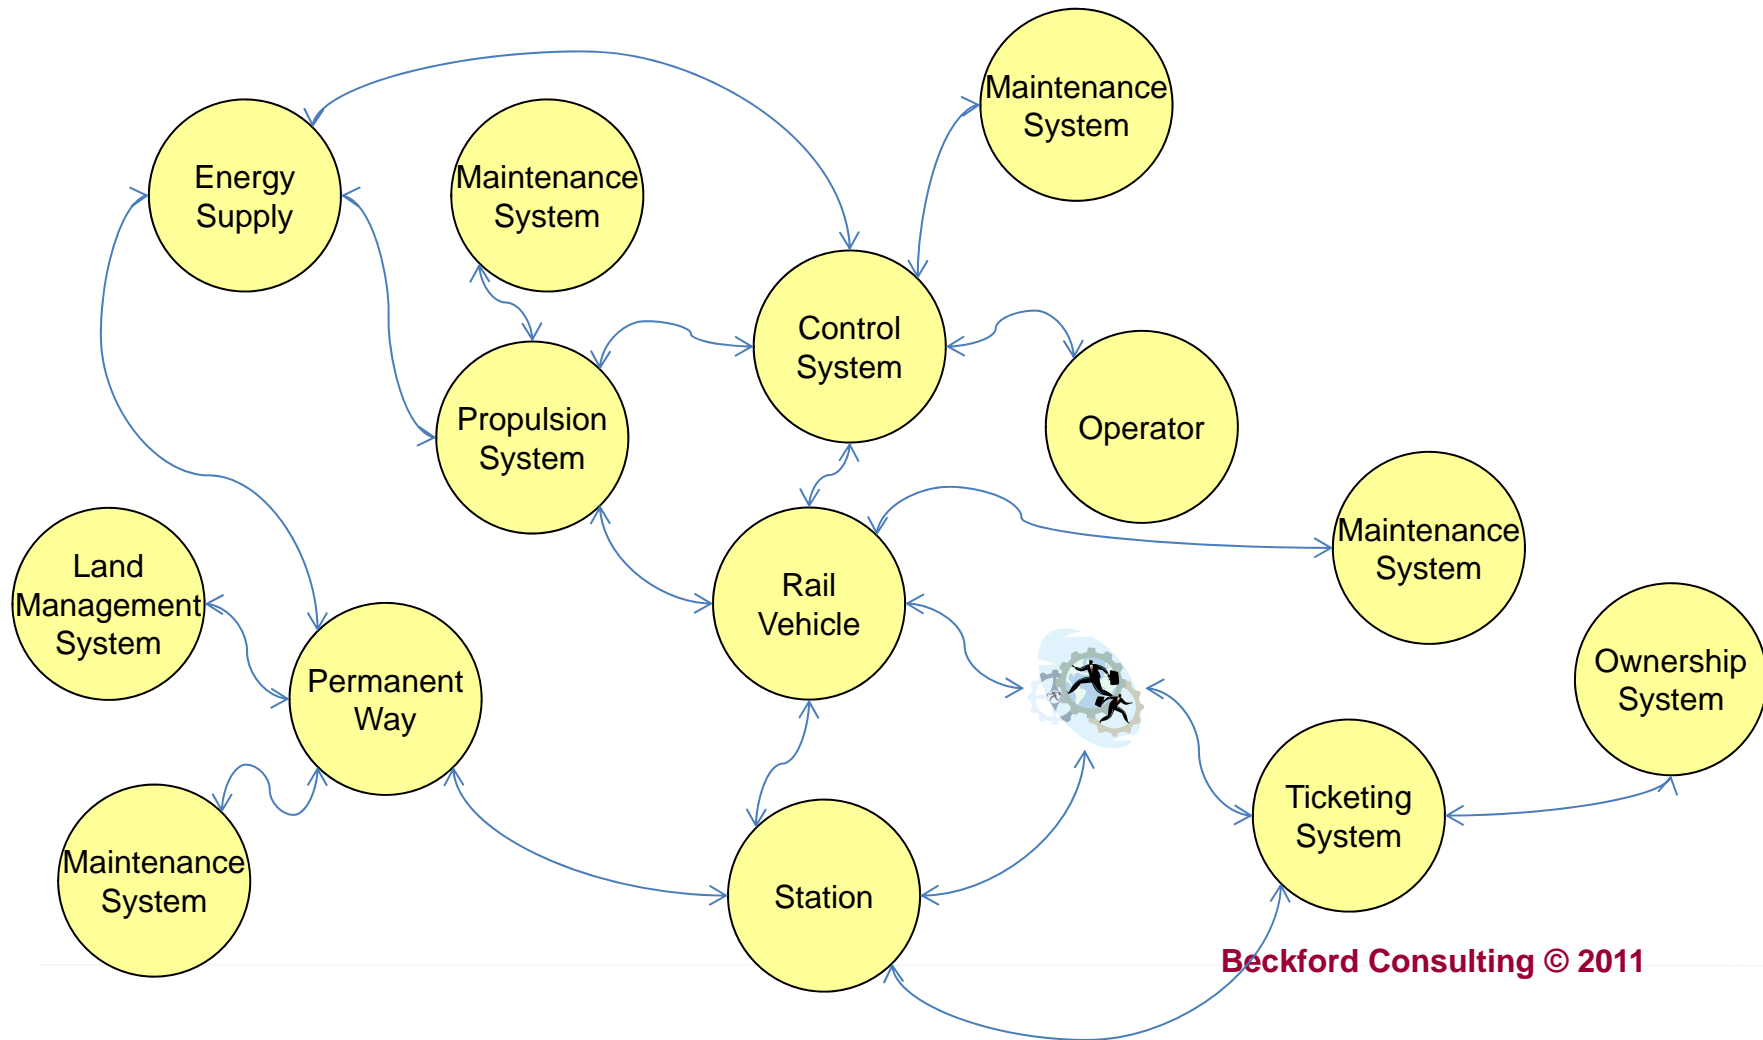 Maintenance
System
Energy
Supply
Maintenance
System
Control
System
Propulsion
System
Operator
Maintenance
System
Land
Management
System
Rail
Vehicle
Permanent
Way
Ownership
System
Ticketing
System
Maintenance
System
Station
Beckford Consulting © 2011